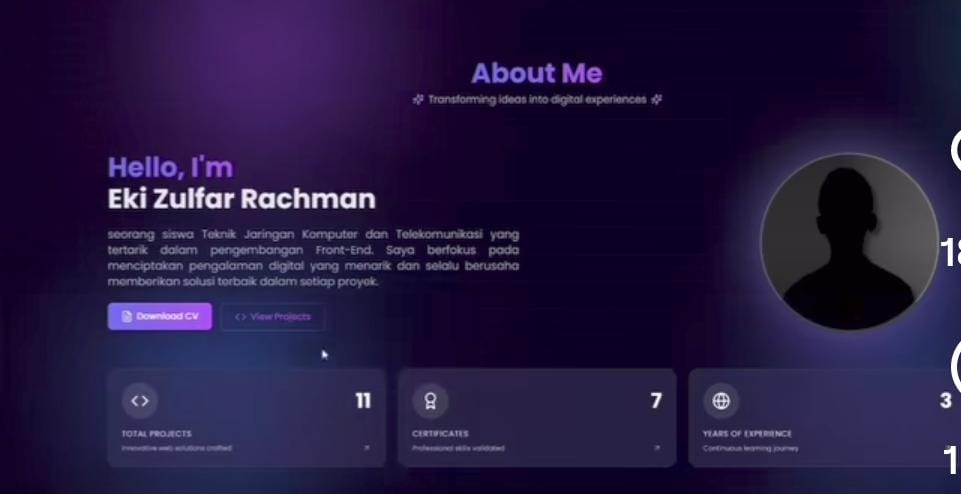 About Me
Transforming ideas into digital experiences
Hello, I'm
Eki Zulfar Rachman
seorang siswa Teknik Jaringan Komputer dan Telekomunikasi yang
tertarik dalam pengembangan Front-End. Saya berfokus pada
menciptakan pengalaman digital yang menarik dan selalu berusaha
memberikan solusi terbaik dalam setiap proyek.
Download CV
<> View Projects
11
TOTAL PROJECTS
Innovative web solutions crafted
7
CERTIFICATES
Professional skills validated
3
YEARS OF EXPERIENCE
Continuous learning journey